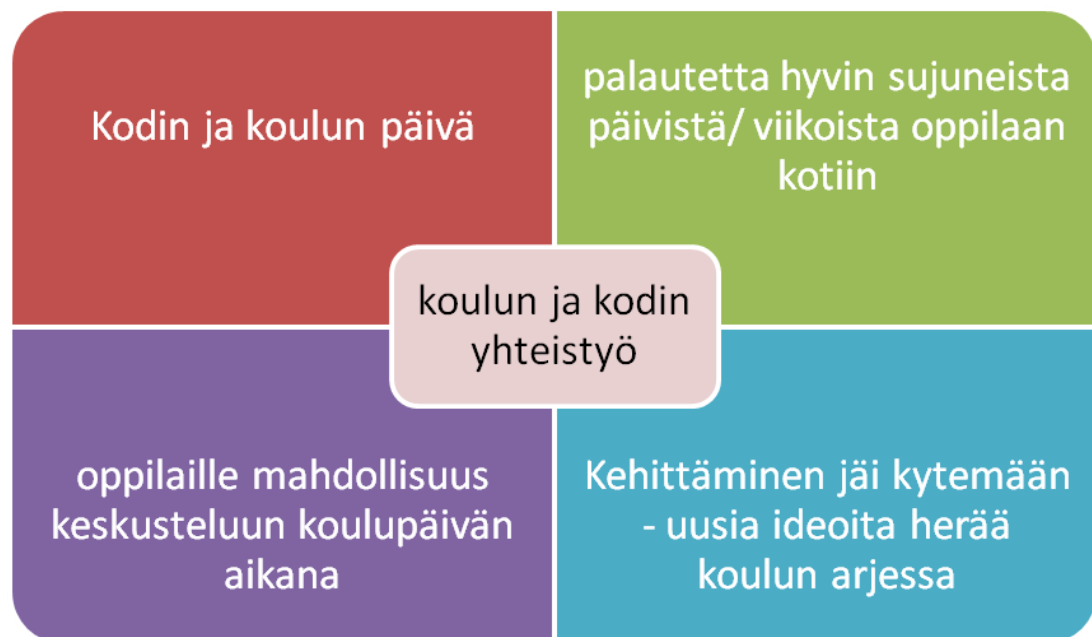 Kodin ja koulun päivä
palautetta hyvin sujuneista
päivistä/ viikoista oppilaan
kotiin
koulun ja kodin
yhteistyö
oppilaille mahdollisuus
keskusteluun koulupäivän
aikana
Kehittäminen jäi kytemään
- uusia ideoita herää
koulun arjessa